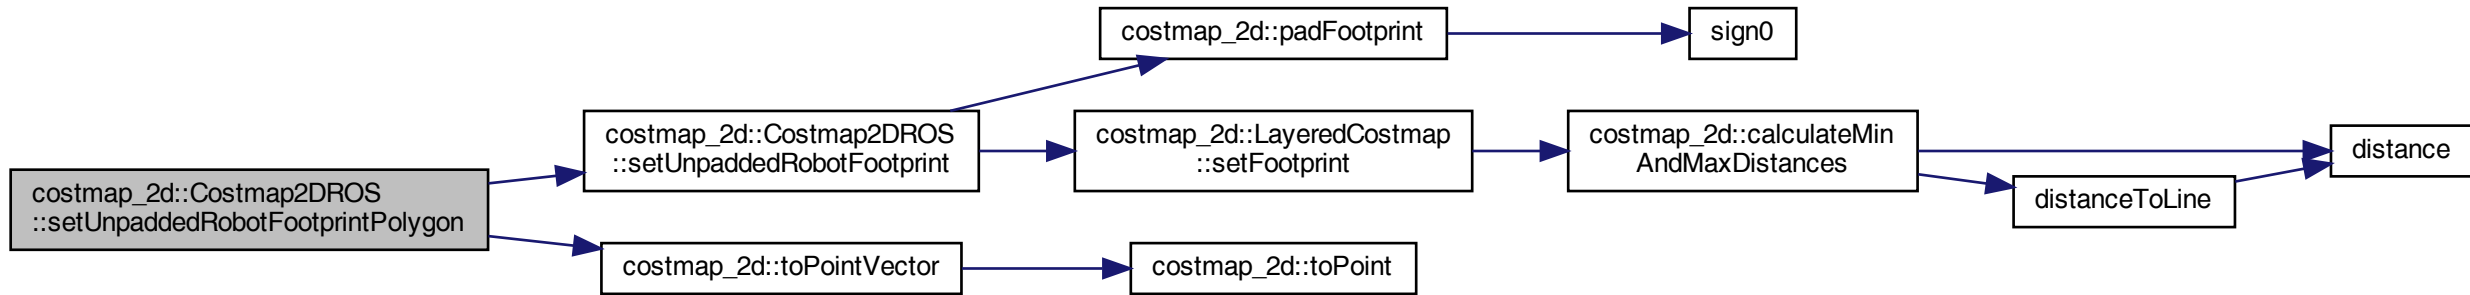 costmap_2d::Costmap2DROS
::setUnpaddedRobotFootprintPolygon
costmap_2d::Costmap2DROS
::setUnpaddedRobotFootprint
costmap_2d::toPointVector
costmap_2d::padFootprint
costmap_2d::LayeredCostmap
::setFootprint
costmap_2d::toPoint
sign0
costmap_2d::calculateMin
AndMaxDistances
distanceToLine
distance